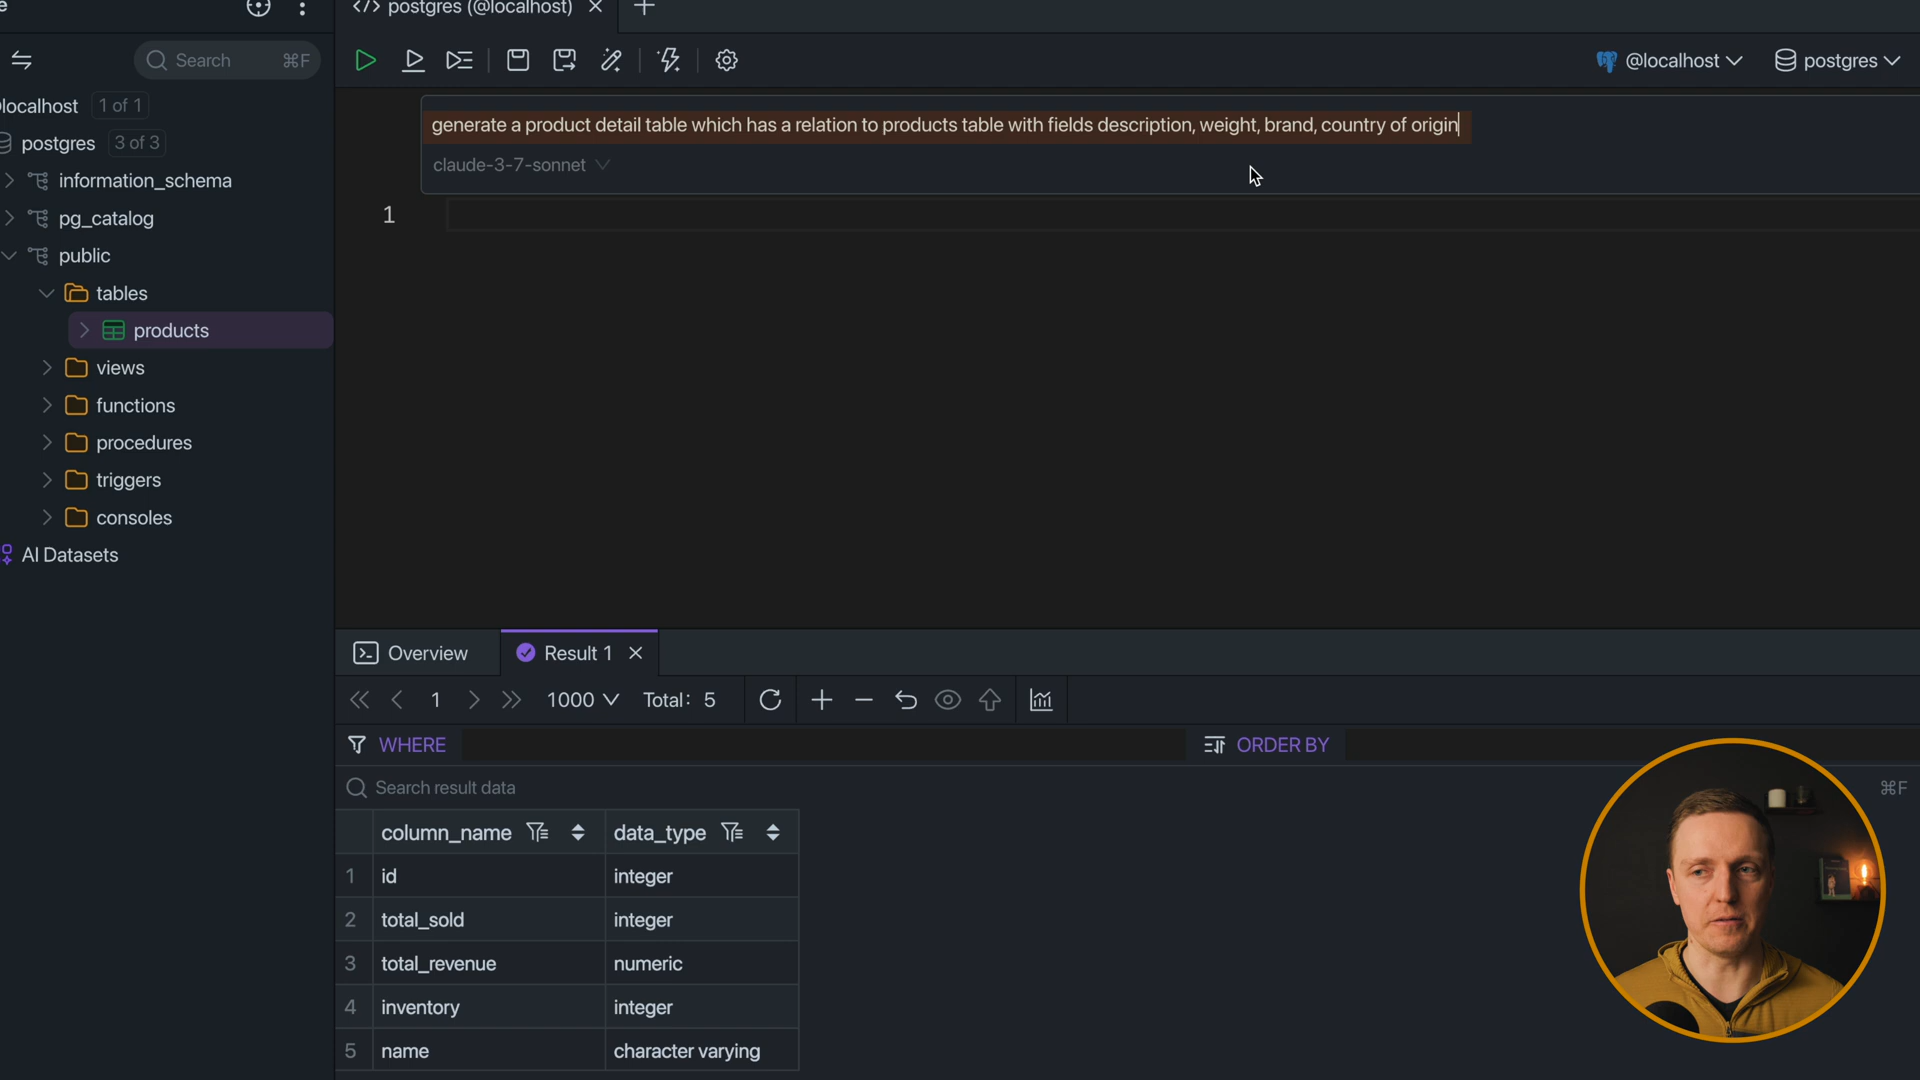 e
</> postgres (@localhost)
Search ⌘F
@localhost
postgres
localhost 1 of 1
postgres 3 of 3
information_schema
pg_catalog
public
tables
products
views
functions
procedures
triggers
consoles
AI Datasets
generate a product detail table which has a relation to products table with fields description, weight, brand, country of origin
claude-3-7-sonnet
1
Overview
Result 1
1 1000 Total: 5
WHERE
ORDER BY
Search result data ⌘F
column_name data_type
1 id integer
2 total_sold integer
3 total_revenue numeric
4 inventory integer
5 name character varying